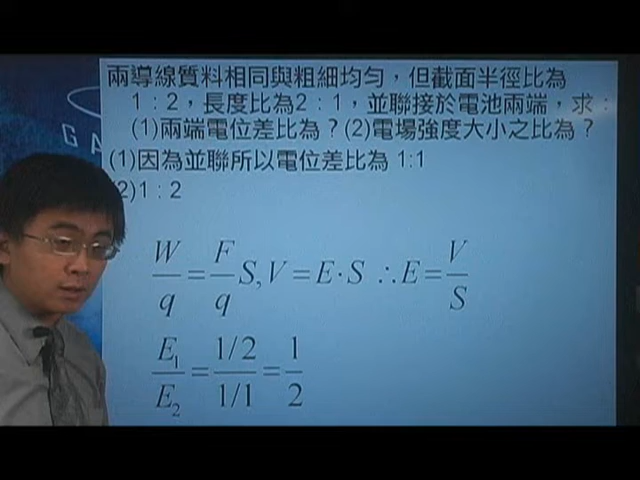 兩導線質料相同與粗細均勻，但截面半徑比為
1：2，長度比為2：1，並聯接於電池兩端，求：
(1)兩端電位差比為？(2)電場強度大小之比為？
(1)因為並聯所以電位差比為 1:1
2)1：2
W/q = F/q S, V = E·S ∴E = V/S
E₁/E₂ = 1/2 / 1/1 = 1/2